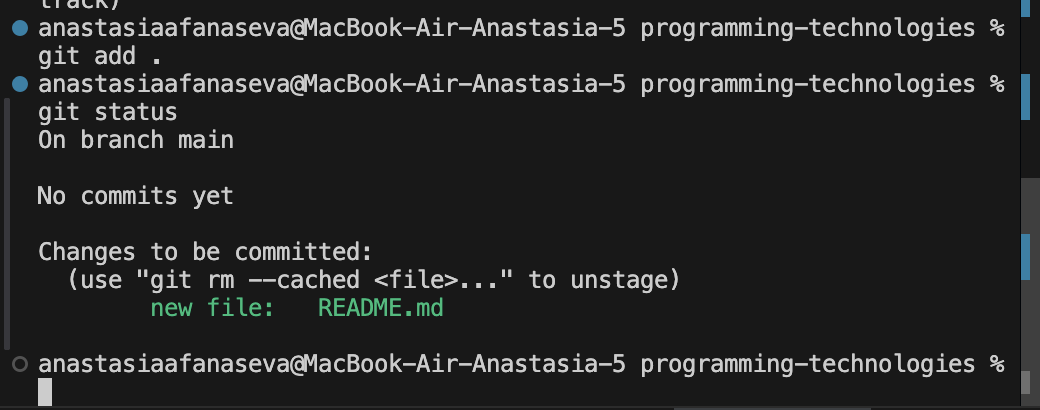 track)
anastasiaafanaseva@MacBook-Air-Anastasia-5 programming-technologies %
git add .
anastasiaafanaseva@MacBook-Air-Anastasia-5 programming-technologies %
git status
On branch main
No commits yet
Changes to be committed:
(use "git rm --cached <file>..." to unstage)
new file:   README.md
anastasiaafanaseva@MacBook-Air-Anastasia-5 programming-technologies %